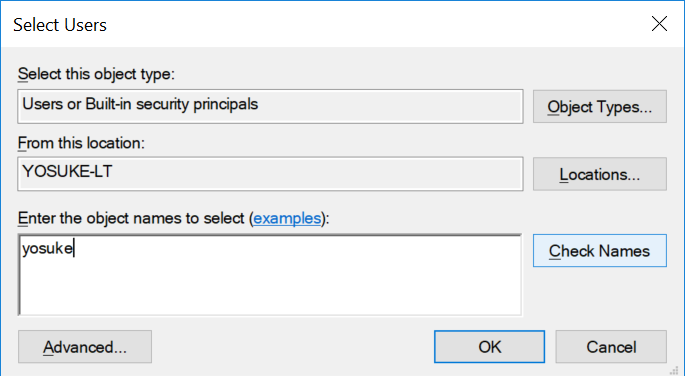 Select Users
Select this object type:
Users or Built-in security principals
Object Types...
From this location:
YOSUKE-LT
Locations...
Enter the object names to select (examples):
yosuke
Check Names
Advanced...
OK
Cancel